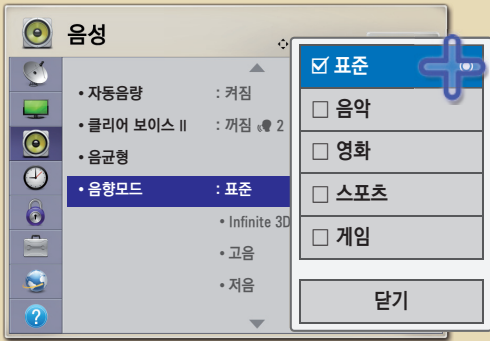 음성
• 자동음량 : 켜짐
• 클리어 보이스 II : 꺼짐 2
• 음균형
• 음향모드 : 표준
• Infinite 3D
• 고음
• 저음
?
☑ 표준
☐ 음악
☐ 영화
☐ 스포츠
☐ 게임
닫기